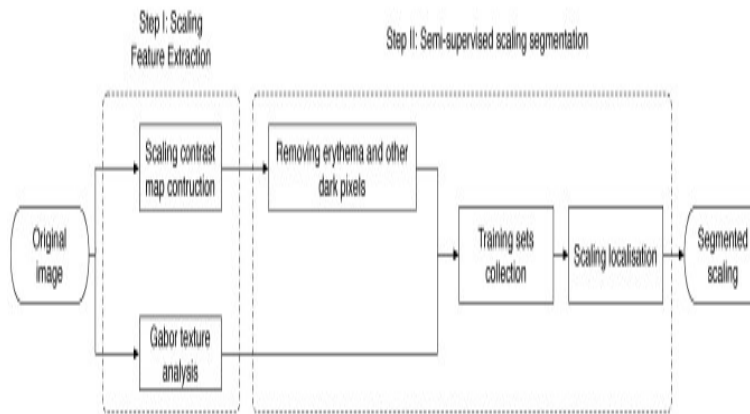 Step I: Scaling
Feature Extraction
Step II: Semi-supervised scaling segmentation
Scaling contrast
map contruction
Removing erythema and other
dark pixels
Original
image
Training sets
collection
Scaling localisation
Segmented
scaling
Gabor texture
analysis